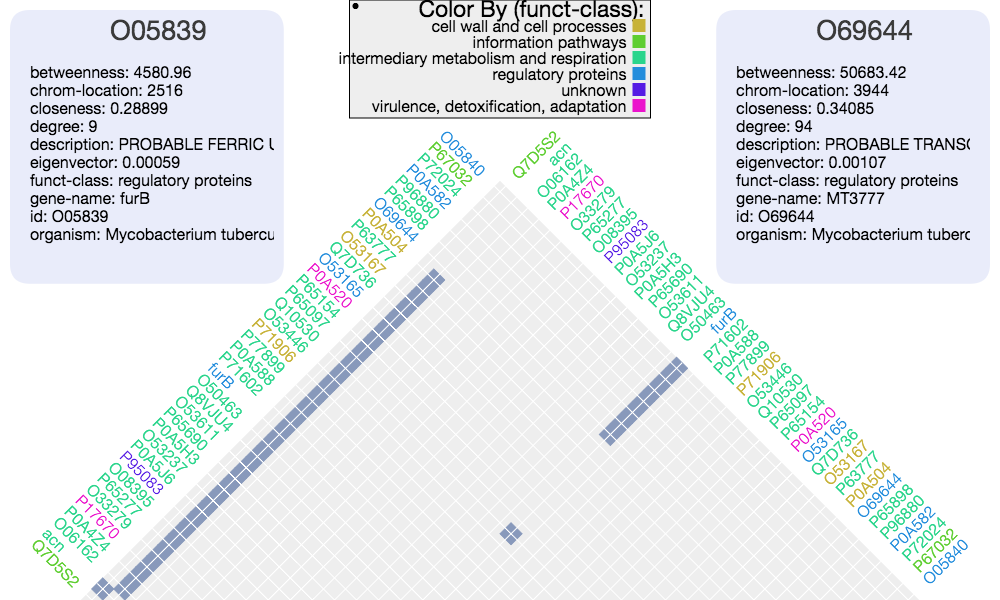 O05839
betweenness: 4580.96
chrom-location: 2516
closeness: 0.28899
degree: 9
description: PROBABLE FERRIC U
eigenvector: 0.00059
funct-class: regulatory proteins
gene-name: furB
id: O05839
organism: Mycobacterium tubercu
Color By (funct-class):
cell wall and cell processes
information pathways
intermediary metabolism and respiration
regulatory proteins
unknown
virulence, detoxification, adaptation
O69644
betweenness: 50683.42
chrom-location: 3944
closeness: 0.34085
degree: 94
description: PROBABLE TRANSC
eigenvector: 0.00107
funct-class: regulatory proteins
gene-name: MT3777
id: O69644
organism: Mycobacterium tuberc
O05840
P67032
P72024
P0A582
P96880
P65898
O69644
P0A504
P63777
O53167
Q7D736
O53165
P0A520
P65154
P65097
Q10530
O53446
P71906
P77899
P0A588
P71602
furB
O50463
Q8VJU4
O53611
P65690
P0A5H3
O53237
P0A5J6
P95083
O08395
P65277
O33279
P17670
P0A4Z4
O06162
acn
Q7D5S2
Q7D5S2
acn
O06162
P0A4Z4
P17670
O33279
P65277
O08395
P95083
P0A5J6
O53237
P0A5H3
P65690
O53611
Q8VJU4
O50463
furB
P71602
P0A588
P77899
P71906
O53446
Q10530
P65097
P65154
P0A520
O53165
Q7D736
O53167
P63777
P0A504
O69644
P65898
P96880
P0A582
P72024
P67032
O05840